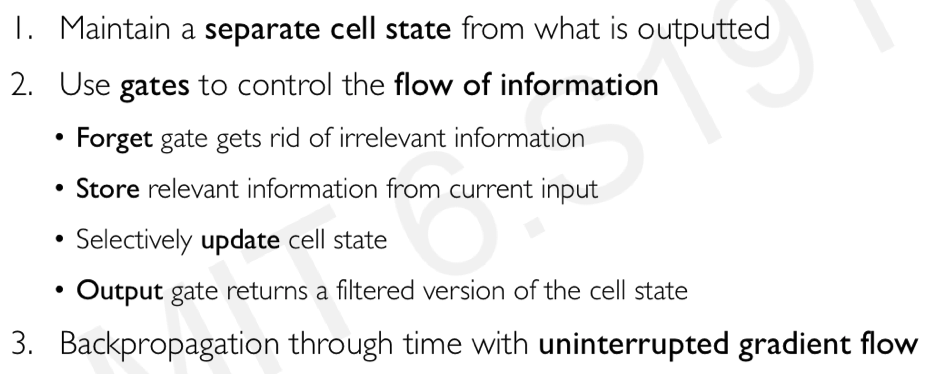 1. Maintain a separate cell state from what is outputted
2. Use gates to control the flow of information
• Forget gate gets rid of irrelevant information
• Store relevant information from current input
• Selectively update cell state
• Output gate returns a filtered version of the cell state
3. Backpropagation through time with uninterrupted gradient flow
MIT 6.S191